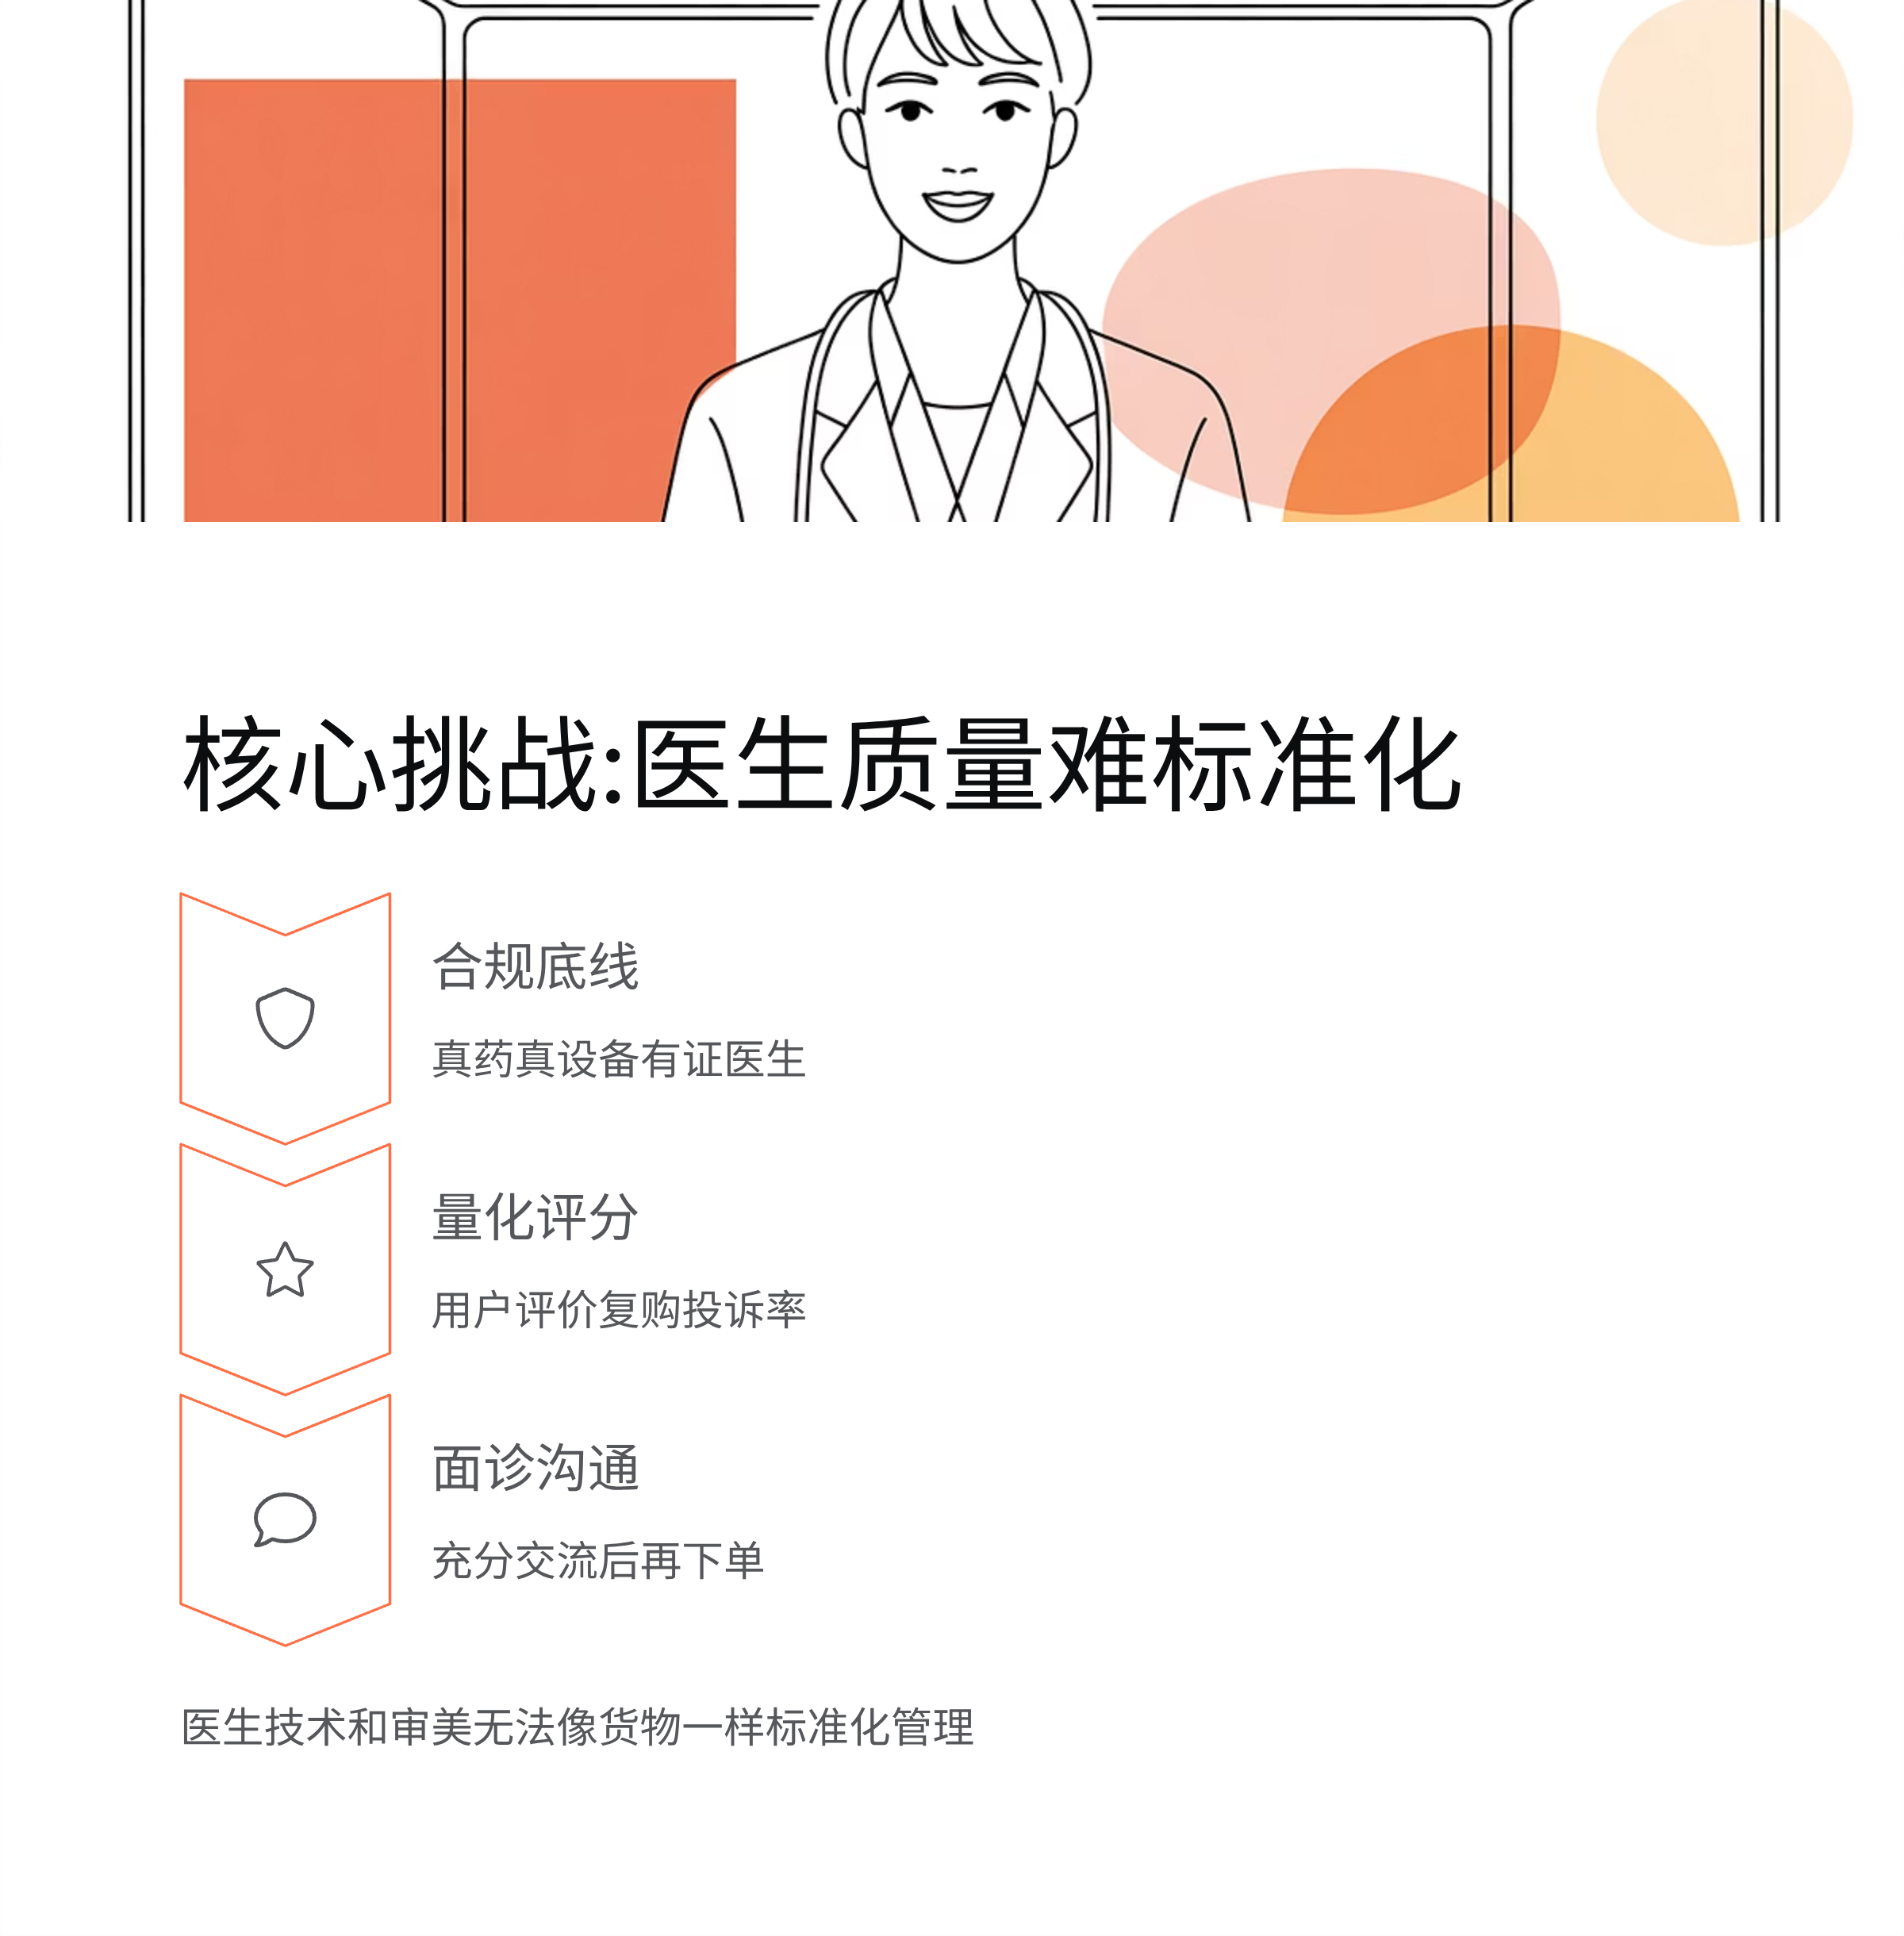 核心挑战:医生质量难标准化
合规底线
真药真设备有证医生
量化评分
用户评价复购投诉率
面诊沟通
充分交流后再下单
医生技术和审美无法像货物一样标准化管理